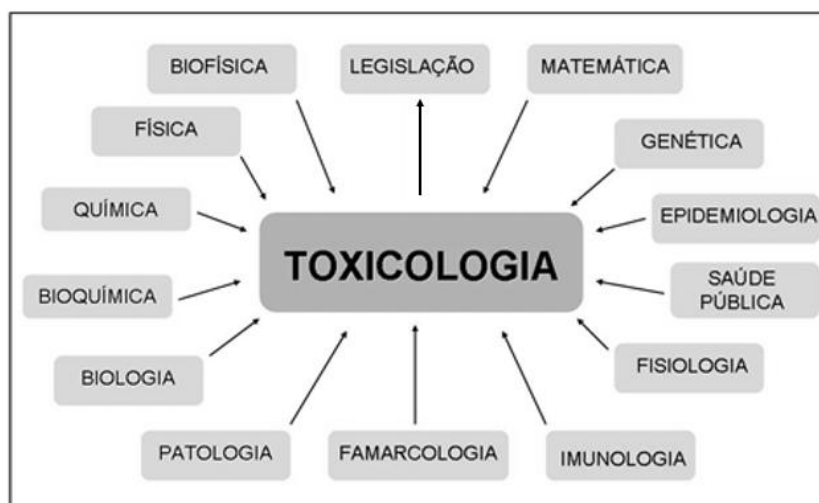 BIOFÍSICA
LEGISLAÇÃO
MATEMÁTICA
FÍSICA
GENÉTICA
QUÍMICA
EPIDEMIOLOGIA
TOXICOLOGIA
BIOQUÍMICA
SAÚDE
PÚBLICA
BIOLOGIA
FISIOLOGIA
PATOLOGIA
FAMARCOLOGIA
IMUNOLOGIA